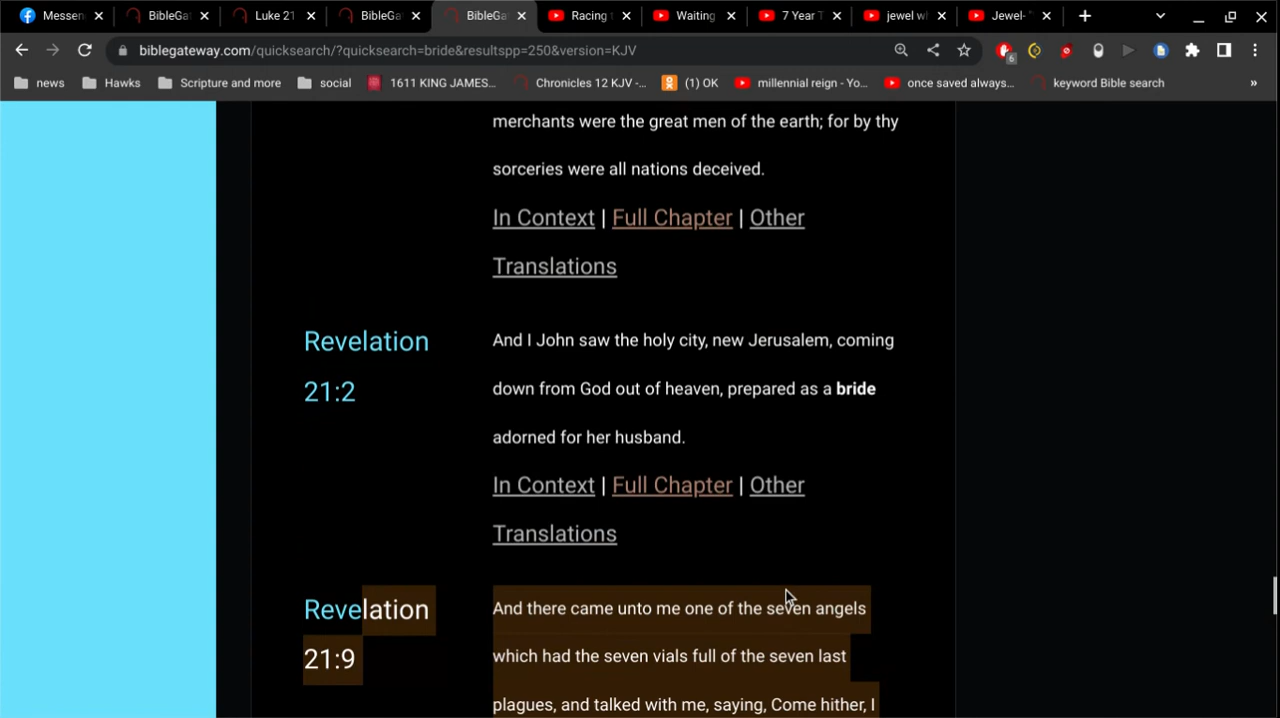 Messen
BibleGa
Luke 21
BibleGa
BibleGa
Racing t
Waiting
7 Year T
jewel w
Jewel- "
biblegateway.com/quicksearch/?quicksearch=bride&resultspp=250&version=KJV
6
news
Hawks
Scripture and more
social
1611 KING JAMES...
Chronicles 12 KJV -...
(1) OK
millennial reign - Yo...
once saved always...
keyword Bible search
»
merchants were the great men of the earth; for by thy
sorceries were all nations deceived.
In Context | Full Chapter | Other
Translations
Revelation
21:2
And I John saw the holy city, new Jerusalem, coming
down from God out of heaven, prepared as a bride
adorned for her husband.
In Context | Full Chapter | Other
Translations
Revelation
21:9
And there came unto me one of the seven angels
which had the seven vials full of the seven last
plagues, and talked with me, saying, Come hither, I